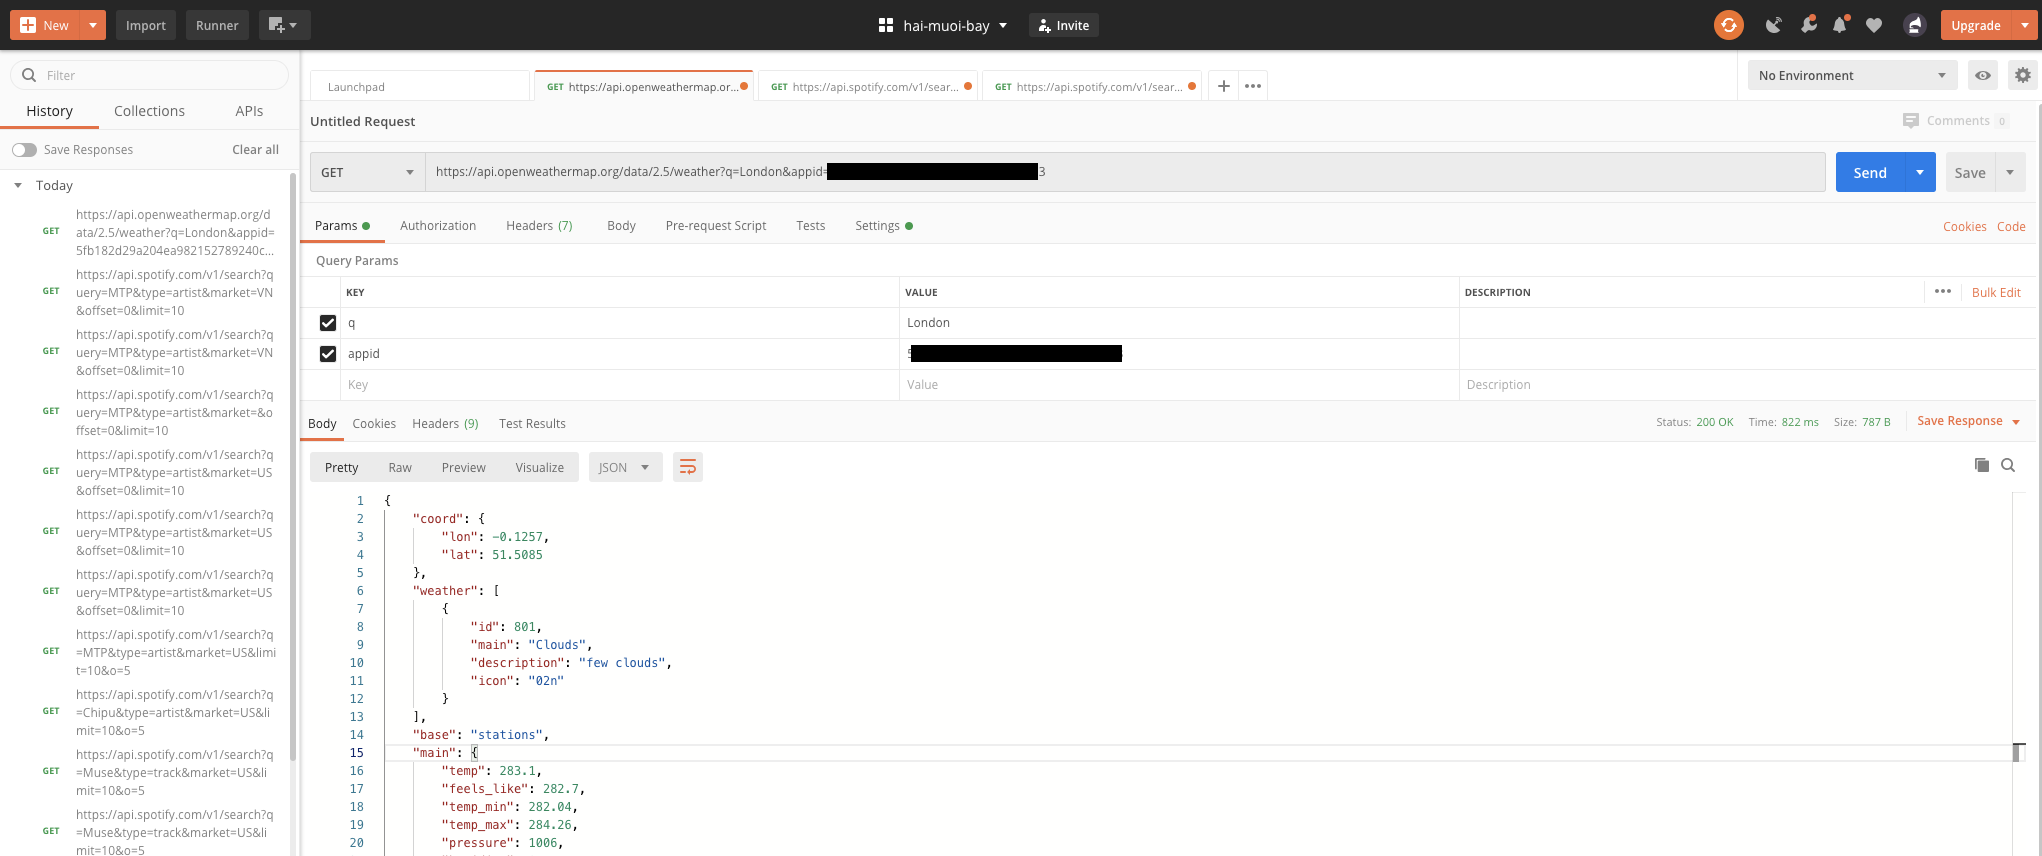 New
Import
Runner
hai-muoi-bay
Invite
Upgrade
Filter
History
Collections
APIs
Save Responses
Clear all
Today
GET
https://api.openweathermap.org/d
ata/2.5/weather?q=London&appid=
5fb182d29a204ea982152789240c...
GET
https://api.spotify.com/v1/search?q
uery=MTP&type=artist&market=VN
&offset=0&limit=10
GET
https://api.spotify.com/v1/search?q
uery=MTP&type=artist&market=VN
&offset=0&limit=10
GET
https://api.spotify.com/v1/search?q
uery=MTP&type=artist&market=&o
ffset=0&limit=10
GET
https://api.spotify.com/v1/search?q
uery=MTP&type=artist&market=US
&offset=0&limit=10
GET
https://api.spotify.com/v1/search?q
uery=MTP&type=artist&market=US
&offset=0&limit=10
GET
https://api.spotify.com/v1/search?q
uery=MTP&type=artist&market=US
&offset=0&limit=10
GET
https://api.spotify.com/v1/search?q
=MTP&type=artist&market=US&limi
t=10&o=5
GET
https://api.spotify.com/v1/search?q
=Chipu&type=artist&market=US&li
mit=10&o=5
GET
https://api.spotify.com/v1/search?q
=Muse&type=track&market=US&li
mit=10&o=5
GET
https://api.spotify.com/v1/search?q
=Muse&type=track&market=US&li
mit=10&o=5
Launchpad
GET https://api.openweathermap.or...
GET https://api.spotify.com/v1/sear...
GET https://api.spotify.com/v1/sear...
No Environment
Untitled Request
Comments 0
GET
https://api.openweathermap.org/data/2.5/weather?q=London&appid= 3
Send
Save
Params
Authorization
Headers (7)
Body
Pre-request Script
Tests
Settings
Cookies
Code
Query Params
KEY
VALUE
DESCRIPTION
Bulk Edit
q
London
appid
Key
Value
Description
Body
Cookies
Headers (9)
Test Results
Status: 200 OK
Time: 822 ms
Size: 787 B
Save Response
Pretty
Raw
Preview
Visualize
JSON
1 {
2 "coord": {
3 "lon": -0.1257,
4 "lat": 51.5085
5 },
6 "weather": [
7 {
8 "id": 801,
9 "main": "Clouds",
10 "description": "few clouds",
11 "icon": "02n"
12 }
13 ],
14 "base": "stations",
15 "main": {
16 "temp": 283.1,
17 "feels_like": 282.7,
18 "temp_min": 282.04,
19 "temp_max": 284.26,
20 "pressure": 1006,